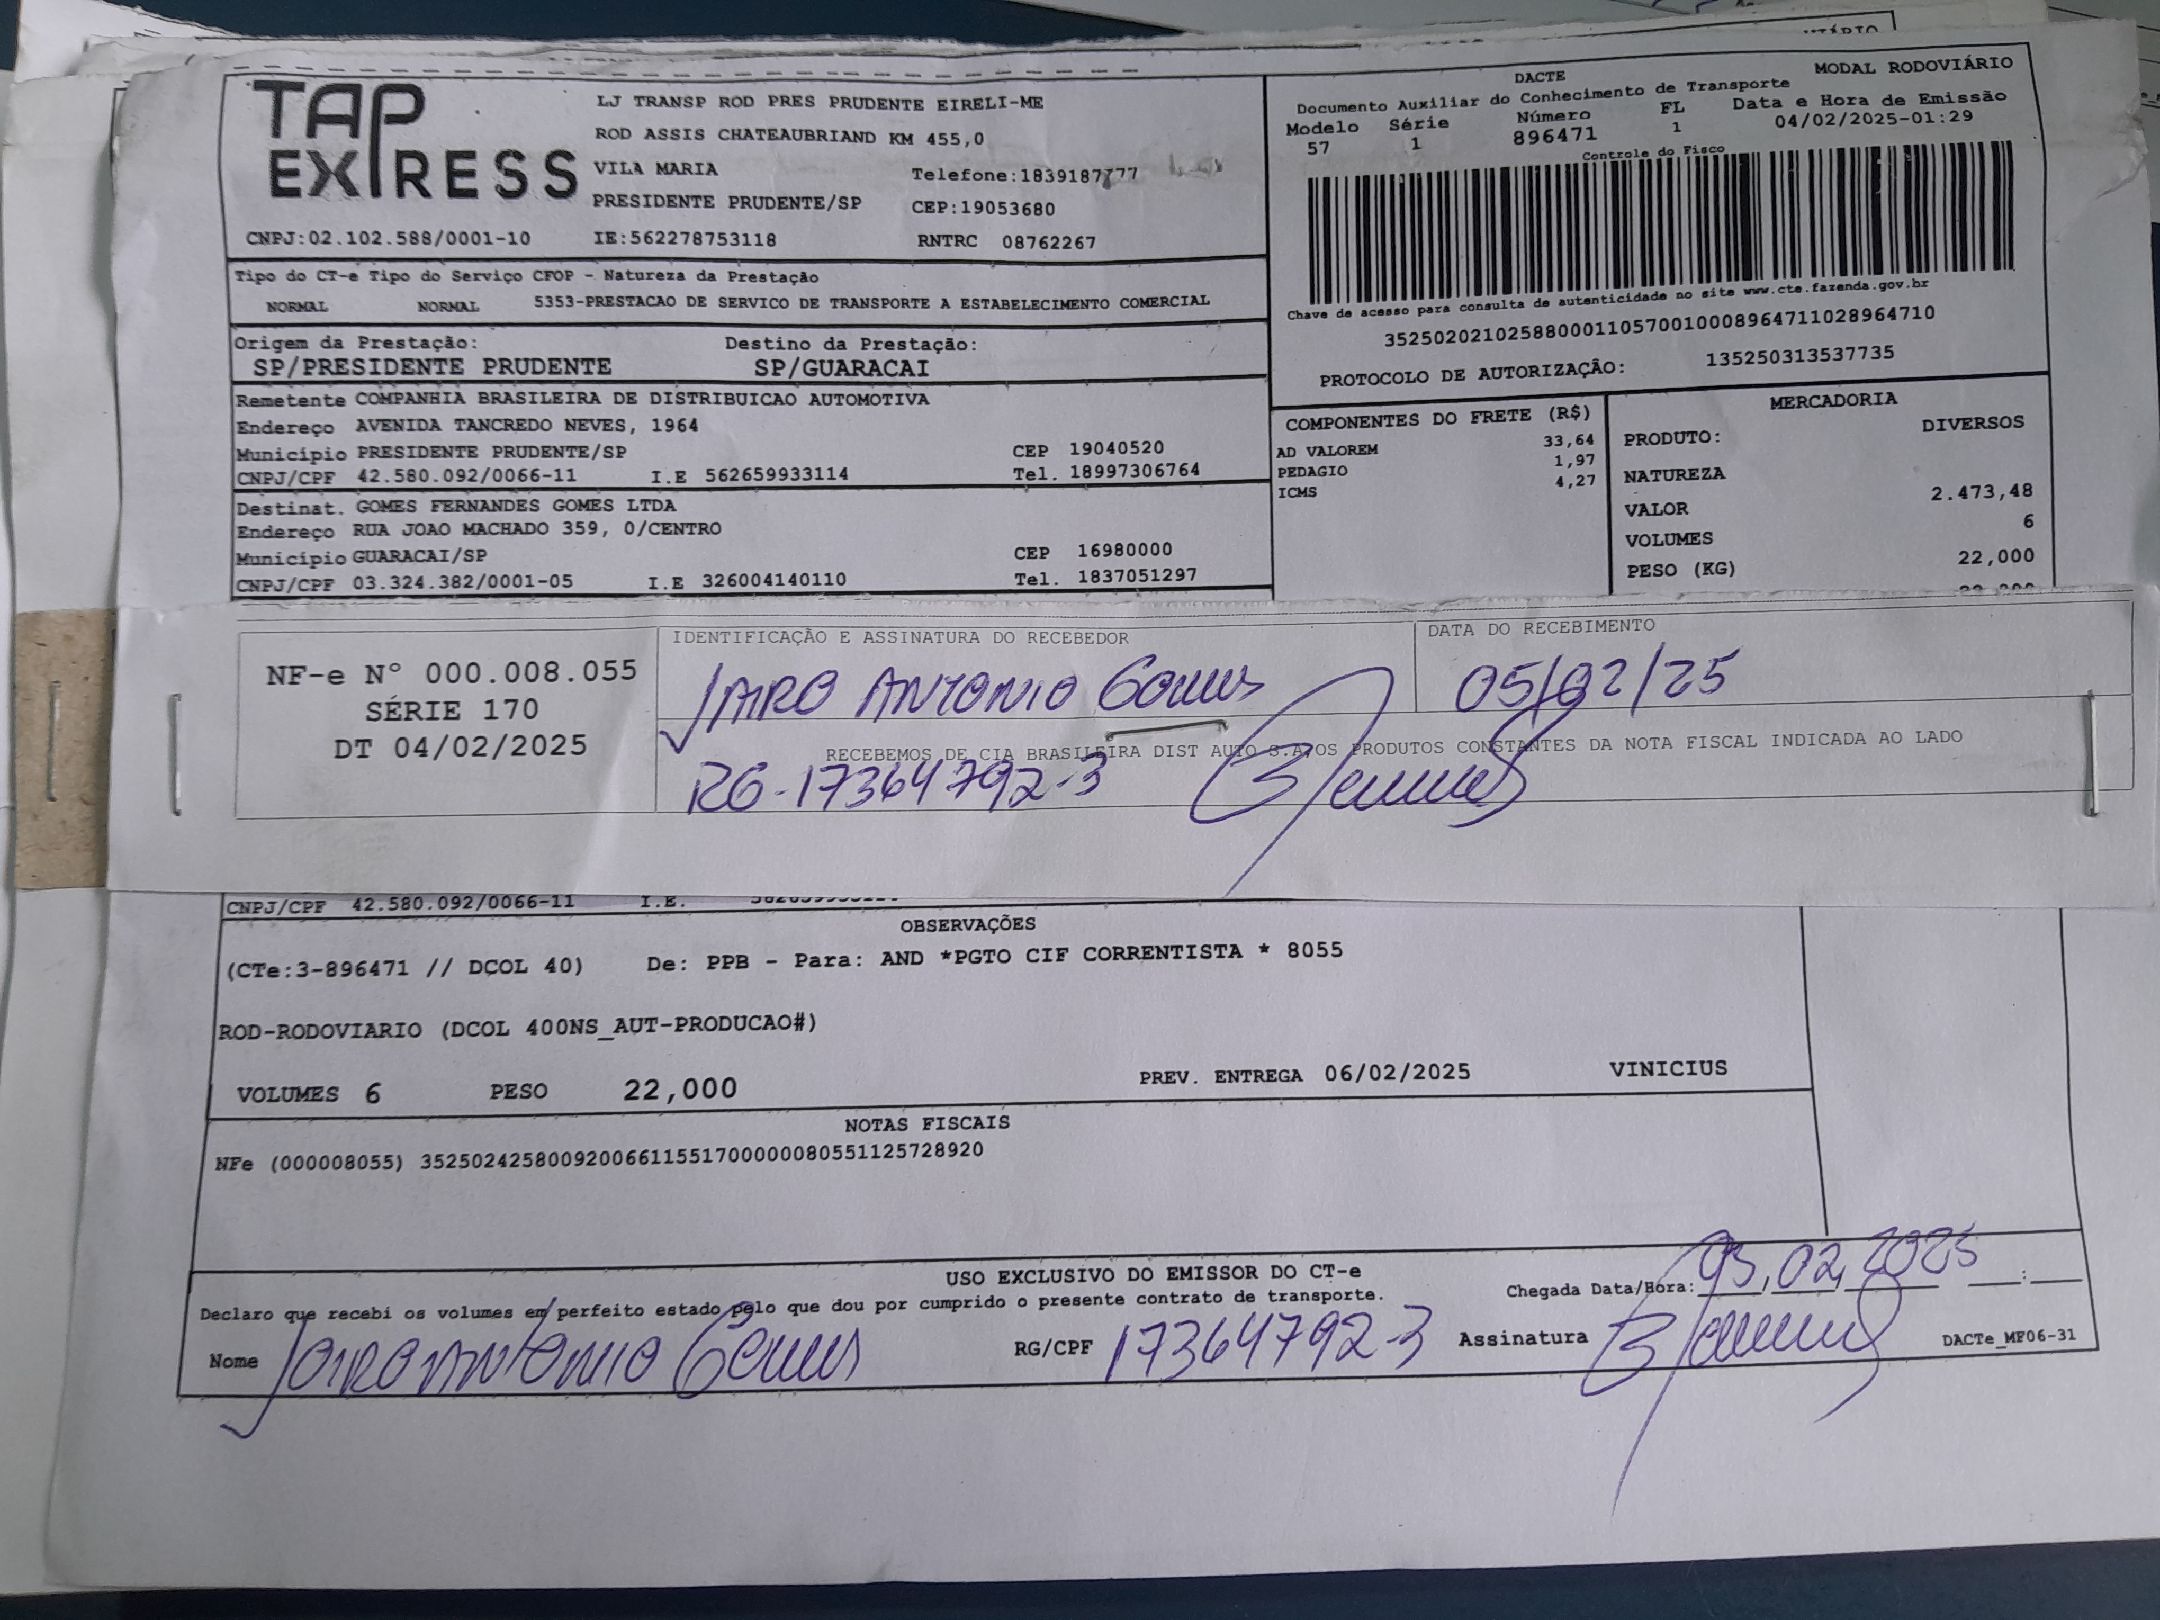 TAP
EXPRESS
LJ TRANSP ROD PRES PRUDENTE EIRELI-ME
ROD ASSIS CHATEAUBRIAND KM 455,0
VILA MARIA Telefone:1839187777
PRESIDENTE PRUDENTE/SP CEP:19053680
CNPJ:02.102.588/0001-10 IE:562278753118 RNTRC 08762267
DACTE MODAL RODOVIÁRIO
Documento Auxiliar do Conhecimento de Transporte
Modelo Série Número FL Data e Hora de Emissão
57 1 896471 1 04/02/2025-01:29
Controle do Fisco
Chave de acesso para consulta de autenticidade no site www.cte.fazenda.gov.br
35250202102588000110570010008964711028964710
PROTOCOLO DE AUTORIZAÇÃO: 135250313537735
Tipo do CT-e Tipo do Serviço CFOP - Natureza da Prestação
NORMAL NORMAL 5353-PRESTACAO DE SERVICO DE TRANSPORTE A ESTABELECIMENTO COMERCIAL
Origem da Prestação: Destino da Prestação:
SP/PRESIDENTE PRUDENTE SP/GUARACAI
Remetente COMPANHIA BRASILEIRA DE DISTRIBUICAO AUTOMOTIVA
Endereço AVENIDA TANCREDO NEVES, 1964
Município PRESIDENTE PRUDENTE/SP CEP 19040520
CNPJ/CPF 42.580.092/0066-11 I.E 562659933114 Tel. 18997306764
Destinat. GOMES FERNANDES GOMES LTDA
Endereço RUA JOAO MACHADO 359, 0/CENTRO
Município GUARACAI/SP CEP 16980000
CNPJ/CPF 03.324.382/0001-05 I.E 326004140110 Tel. 1837051297
COMPONENTES DO FRETE (R$)
AD VALOREM 33,64
PEDAGIO 1,97
ICMS 4,27
MERCADORIA
PRODUTO: DIVERSOS
NATUREZA
VALOR 2.473,48
VOLUMES 6
PESO (KG) 22,000
NF-e Nº 000.008.055
SÉRIE 170
DT 04/02/2025
IDENTIFICAÇÃO E ASSINATURA DO RECEBEDOR
JAIRO ANTONIO Gomes
DATA DO RECEBIMENTO
05/02/25
RECEBEMOS DE CIA BRASILEIRA DIST AUTO S.A. OS PRODUTOS CONSTANTES DA NOTA FISCAL INDICADA AO LADO
RG-17364792-3
CNPJ/CPF 42.580.092/0066-11 I.E.
OBSERVAÇÕES
(CTe:3-896471 // DCOL 40) De: PPB - Para: AND *PGTO CIF CORRENTISTA * 8055
ROD-RODOVIARIO (DCOL 400NS_AUT-PRODUCAO#)
VOLUMES 6 PESO 22,000 PREV. ENTREGA 06/02/2025 VINICIUS
NOTAS FISCAIS
NFe (000008055) 35250242580092006611551700000080551125728920
USO EXCLUSIVO DO EMISSOR DO CT-e
Declaro que recebi os volumes em perfeito estado pelo que dou por cumprido o presente contrato de transporte.
Chegada Data/Hora: 05,02,2025 :
Nome Jairo Antonio Gomes RG/CPF 17364792-3 Assinatura DACTe_MF06-31